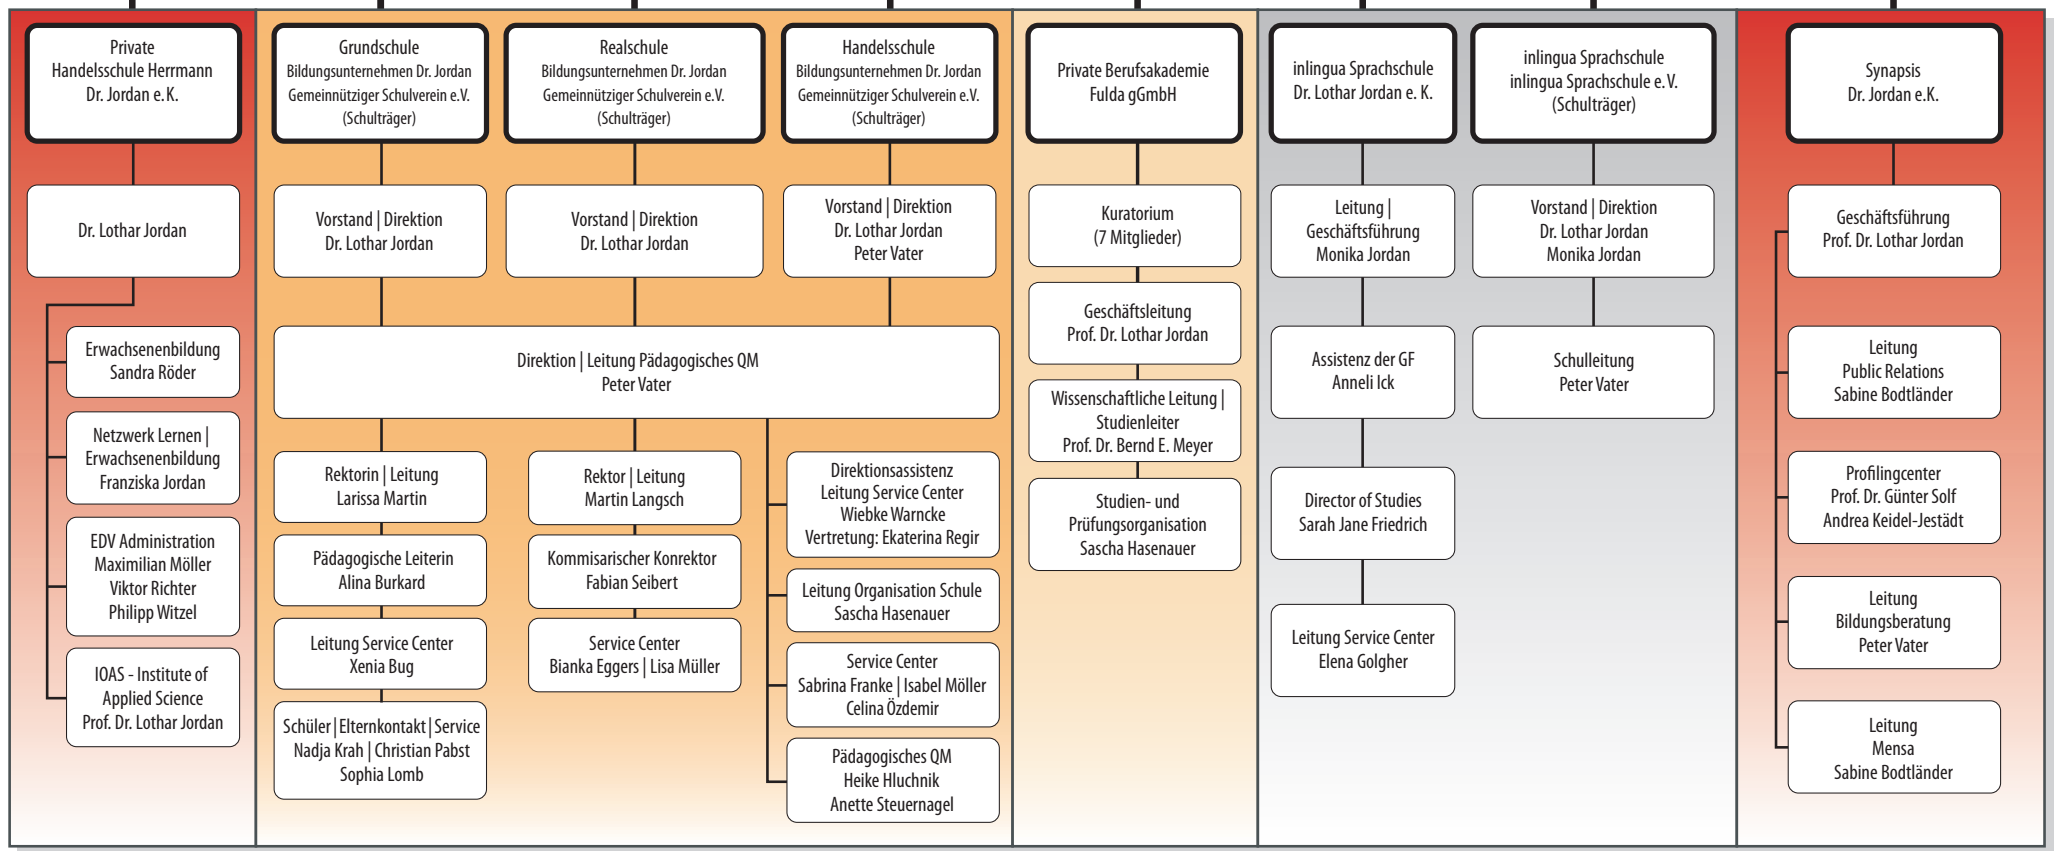 Private
Handelsschule Herrmann
Dr. Jordan e.K.
Dr. Lothar Jordan
Erwachsenenbildung
Sandra Röder
Netzwerk Lernen |
Erwachsenenbildung
Franziska Jordan
EDV Administration
Maximilian Möller
Viktor Richter
Philipp Witzel
IOAS - Institute of
Applied Science
Prof. Dr. Lothar Jordan
Grundschule
Bildungsunternehmen Dr. Jordan
Gemeinnütziger Schulverein e.V.
(Schulträger)
Vorstand | Direktion
Dr. Lothar Jordan
Realschule
Bildungsunternehmen Dr. Jordan
Gemeinnütziger Schulverein e.V.
(Schulträger)
Vorstand | Direktion
Dr. Lothar Jordan
Handelsschule
Bildungsunternehmen Dr. Jordan
Gemeinnütziger Schulverein e.V.
(Schulträger)
Vorstand | Direktion
Dr. Lothar Jordan
Peter Vater
Direktion | Leitung Pädagogisches QM
Peter Vater
Rektorin | Leitung
Larissa Martin
Pädagogische Leiterin
Alina Burkard
Leitung Service Center
Xenia Bug
Schüler | Elternkontakt | Service
Nadja Krah | Christian Pabst
Sophia Lomb
Rektor | Leitung
Martin Langsch
Kommisarischer Konrektor
Fabian Seibert
Service Center
Bianka Eggers | Lisa Müller
Direktionsassistenz
Leitung Service Center
Wiebke Warncke
Vertretung: Ekaterina Regir
Leitung Organisation Schule
Sascha Hasenauer
Service Center
Sabrina Franke | Isabel Möller
Celina Özdemir
Pädagogisches QM
Heike Hluchnik
Anette Steuernagel
Private Berufsakademie
Fulda gGmbH
Kuratorium
(7 Mitglieder)
Geschäftsleitung
Prof. Dr. Lothar Jordan
Wissenschaftliche Leitung |
Studienleiter
Prof. Dr. Bernd E. Meyer
Studien- und
Prüfungsorganisation
Sascha Hasenauer
inlingua Sprachschule
Dr. Lothar Jordan e. K.
Leitung |
Geschäftsführung
Monika Jordan
Assistenz der GF
Anneli Ick
Director of Studies
Sarah Jane Friedrich
Leitung Service Center
Elena Golgher
inlingua Sprachschule
inlingua Sprachschule e. V.
(Schulträger)
Vorstand | Direktion
Dr. Lothar Jordan
Monika Jordan
Schulleitung
Peter Vater
Synapsis
Dr. Jordan e.K.
Geschäftsführung
Prof. Dr. Lothar Jordan
Leitung
Public Relations
Sabine Bodtländer
Profilingcenter
Prof. Dr. Günter Solf
Andrea Keidel-Jestädt
Leitung
Bildungsberatung
Peter Vater
Leitung
Mensa
Sabine Bodtländer